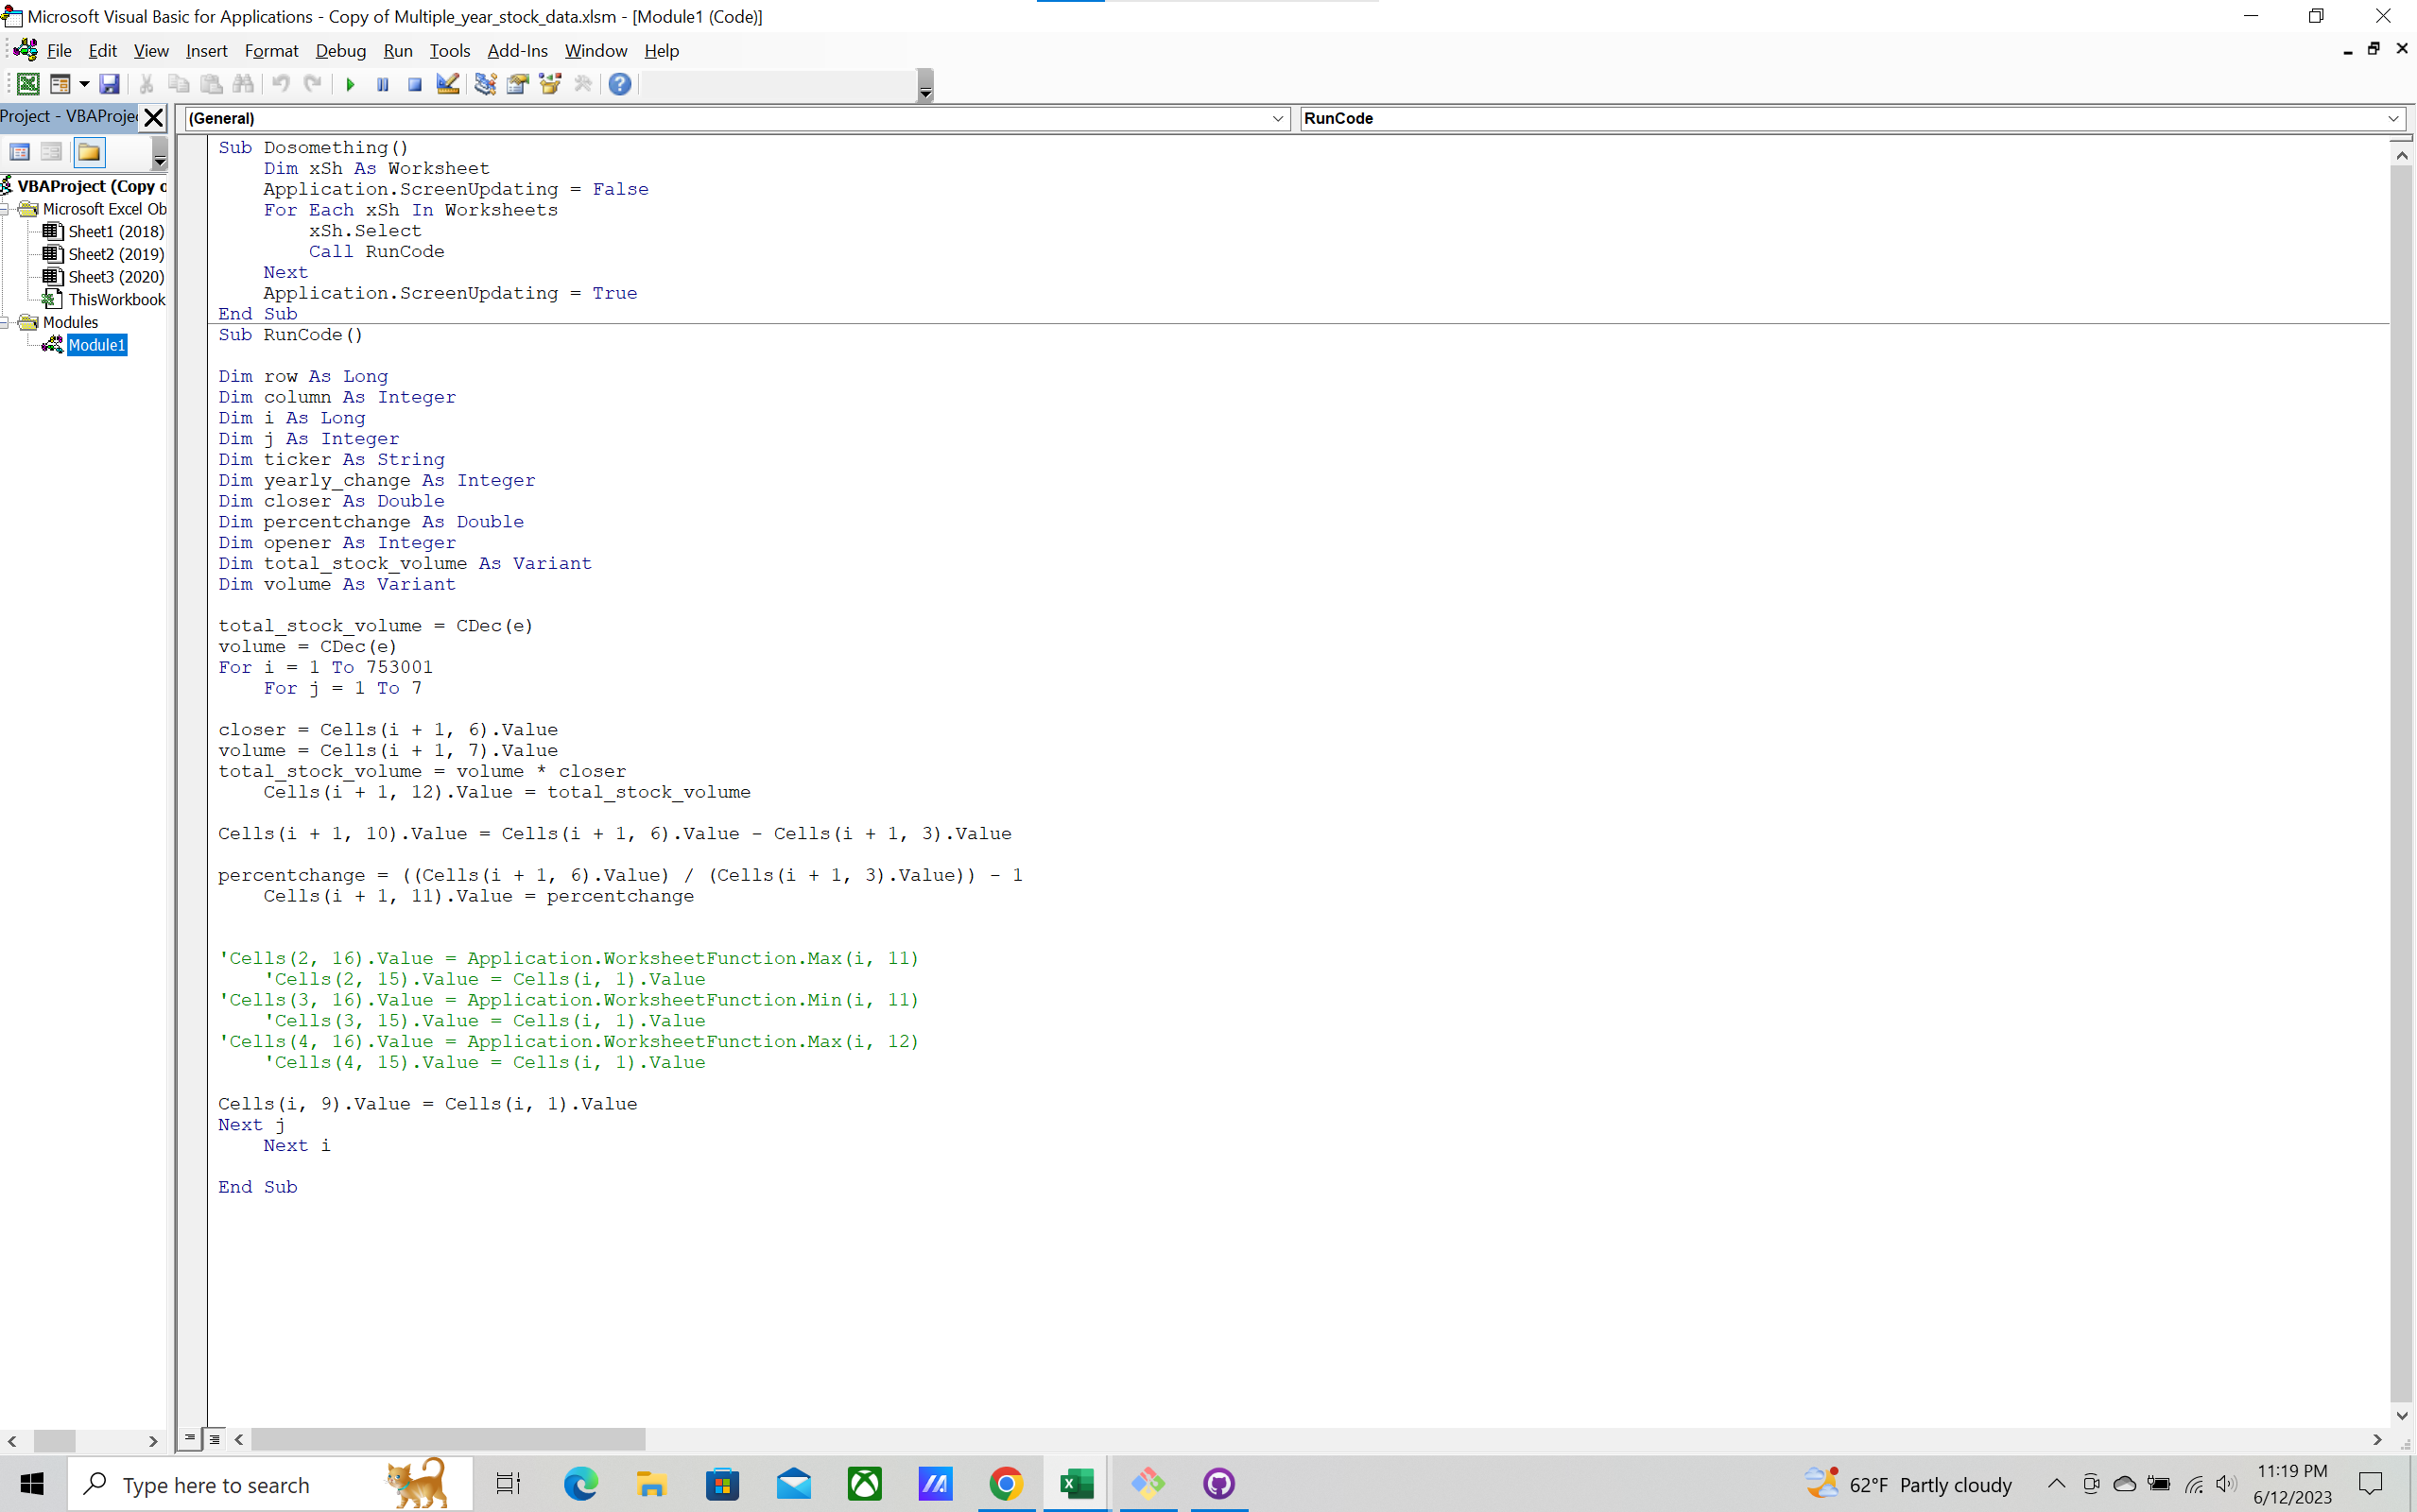 Microsoft Visual Basic for Applications - Copy of Multiple_year_stock_data.xlsm - [Module1 (Code)]
File Edit View Insert Format Debug Run Tools Add-Ins Window Help
Project - VBAProje
(General)
RunCode
VBAProject (Copy o
Microsoft Excel Ob
Sheet1 (2018)
Sheet2 (2019)
Sheet3 (2020)
ThisWorkbook
Modules
Module1
Sub Dosomething()
    Dim xSh As Worksheet
    Application.ScreenUpdating = False
    For Each xSh In Worksheets
        xSh.Select
        Call RunCode
    Next
    Application.ScreenUpdating = True
End Sub
Sub RunCode()
Dim row As Long
Dim column As Integer
Dim i As Long
Dim j As Integer
Dim ticker As String
Dim yearly_change As Integer
Dim closer As Double
Dim percentchange As Double
Dim opener As Integer
Dim total_stock_volume As Variant
Dim volume As Variant
total_stock_volume = CDec(e)
volume = CDec(e)
For i = 1 To 753001
    For j = 1 To 7
closer = Cells(i + 1, 6).Value
volume = Cells(i + 1, 7).Value
total_stock_volume = volume * closer
    Cells(i + 1, 12).Value = total_stock_volume
Cells(i + 1, 10).Value = Cells(i + 1, 6).Value - Cells(i + 1, 3).Value
percentchange = ((Cells(i + 1, 6).Value) / (Cells(i + 1, 3).Value)) - 1
    Cells(i + 1, 11).Value = percentchange
'Cells(2, 16).Value = Application.WorksheetFunction.Max(i, 11)
    'Cells(2, 15).Value = Cells(i, 1).Value
'Cells(3, 16).Value = Application.WorksheetFunction.Min(i, 11)
    'Cells(3, 15).Value = Cells(i, 1).Value
'Cells(4, 16).Value = Application.WorksheetFunction.Max(i, 12)
    'Cells(4, 15).Value = Cells(i, 1).Value
Cells(i, 9).Value = Cells(i, 1).Value
Next j
    Next i
End Sub
Type here to search
62°F Partly cloudy
11:19 PM
6/12/2023